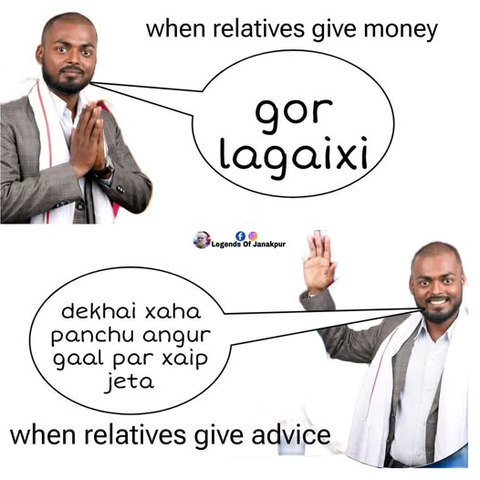 when relatives give money
gor
lagaixi
Legends Of Janakpur
dekhai xaha
panchu angur
gaal par xaip
jeta
when relatives give advice